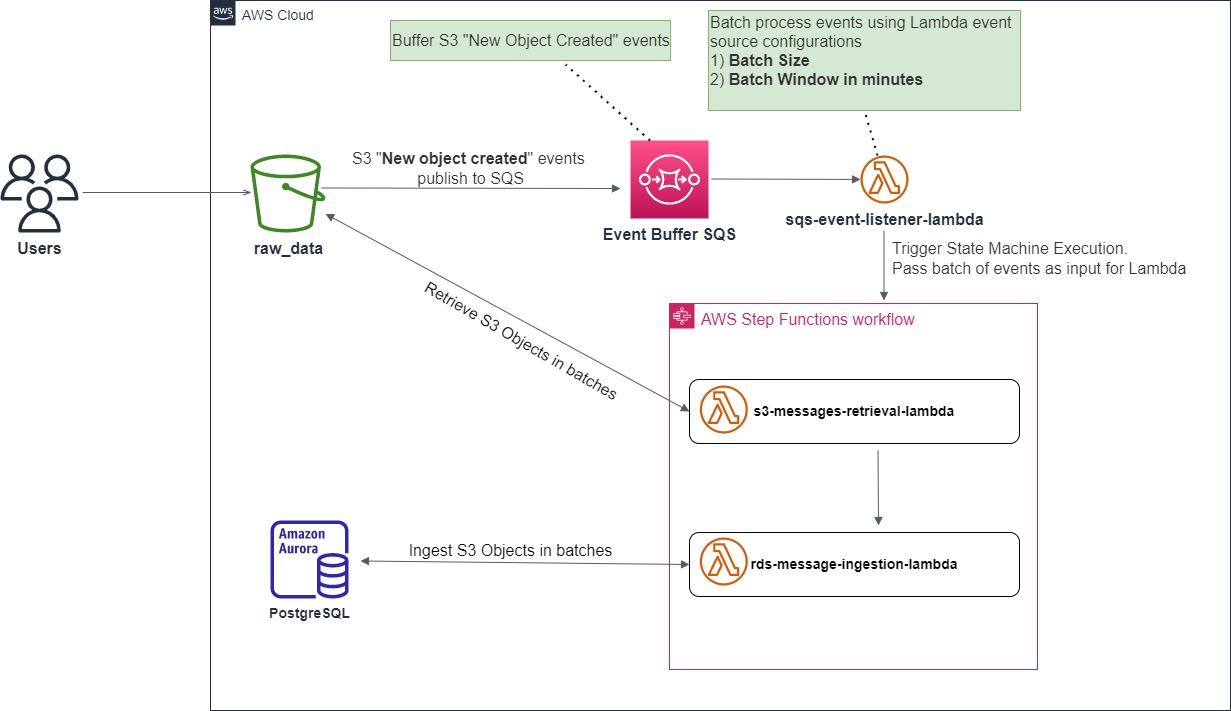 aws
AWS Cloud
Buffer S3 "New Object Created" events
Batch process events using Lambda event
source configurations
1) Batch Size
2) Batch Window in minutes
S3 "New object created" events
publish to SQS
Users
raw_data
Event Buffer SQS
sqs-event-listener-lambda
Trigger State Machine Execution.
Pass batch of events as input for Lambda
AWS Step Functions workflow
Retrieve S3 Objects in batches
s3-messages-retrieval-lambda
Amazon
Aurora
PostgreSQL
Ingest S3 Objects in batches
rds-message-ingestion-lambda